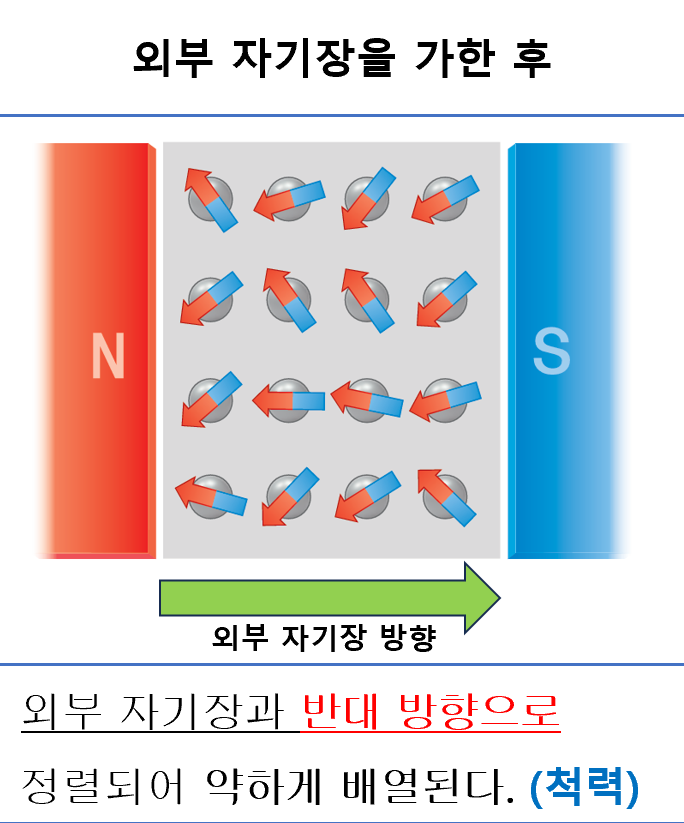 외부 자기장을 가한 후
N
S
외부 자기장 방향
외부 자기장과 반대 방향으로
정렬되어 약하게 배열된다. (척력)